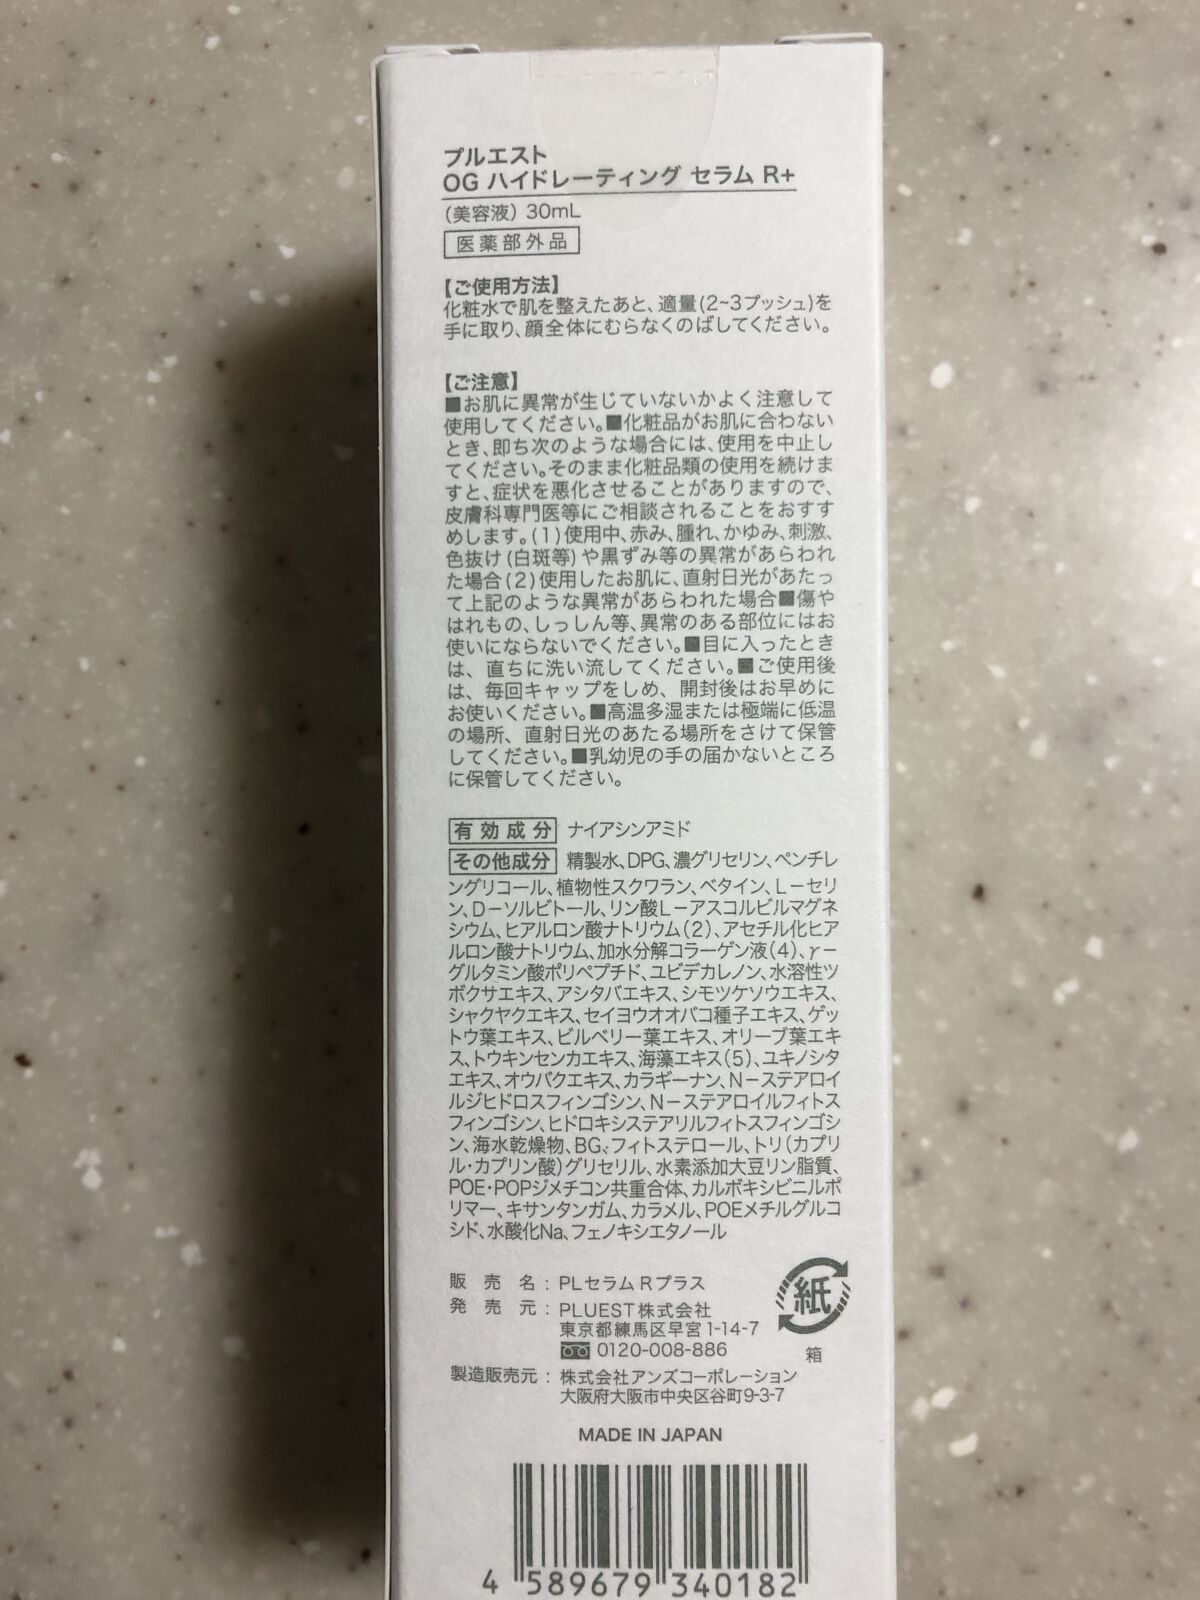 プルエスト
OG ハイドレーティング セラム R+
（美容液）30mL
医薬部外品
【ご使用方法】
化粧水で肌を整えたあと、適量(2~3プッシュ)を
手に取り、顔全体にむらなくのばしてください。
【ご注意】
■お肌に異常が生じていないかよく注意して
使用してください。■化粧品がお肌に合わない
とき、即ち次のような場合には、使用を中止し
てください。そのまま化粧品類の使用を続けま
すと、症状を悪化させることがありますので、
皮膚科専門医等にご相談されることをおすす
めします。(1)使用中、赤み、腫れ、かゆみ、刺激、
色抜け(白斑等)や黒ずみ等の異常があらわれ
た場合(2)使用したお肌に、直射日光があたっ
て上記のような異常があらわれた場合■傷や
はれもの、しっしん等、異常のある部位にはお
使いにならないでください。■目に入ったとき
は、直ちに洗い流してください。■ご使用後
は、毎回キャップをしめ、開封後はお早めに
お使いください。■高温多湿または極端に低温
の場所、直射日光のあたる場所をさけて保管
してください。■乳幼児の手の届かないところ
に保管してください。
有効成分 ナイアシンアミド
その他成分 精製水、DPG、濃グリセリン、ペンチレ
ングリコール、植物性スクワラン、ベタイン、L－セリ
ン、D－ソルビトール、リン酸L－アスコルビルマグネ
シウム、ヒアルロン酸ナトリウム(2)、アセチル化ヒア
ルロン酸ナトリウム、加水分解コラーゲン液(4)、γ－
グルタミン酸ポリペプチド、ユビデカレノン、水溶性ツ
ボクサエキス、アシタバエキス、シモツケソウエキス、
シャクヤクエキス、セイヨウオオバコ種子エキス、ゲッ
トウ葉エキス、ビルベリー葉エキス、オリーブ葉エキ
ス、トウキンセンカエキス、海藻エキス(5)、ユキノシタ
エキス、オウバクエキス、カラギーナン、N－ステアロイ
ルジヒドロスフィンゴシン、N－ステアロイルフィトス
フィンゴシン、ヒドロキシステアリルフィトスフィンゴシ
ン、海水乾燥物、BG、フィトステロール、トリ(カプリ
ル・カプリン酸)グリセリル、水素添加大豆リン脂質、
POE・POPジメチコン共重合体、カルボキシビニルポ
リマー、キサンタンガム、カラメル、POEメチルグルコ
シド、水酸化Na、フェノキシエタノール
販売名：PLセラムRプラス
発売元：PLUEST株式会社
東京都練馬区早宮1-14-7
0120-008-886
紙
箱
製造販売元：株式会社アンズコーポレーション
大阪府大阪市中央区谷町9-3-7
MADE IN JAPAN
4 589679 340182